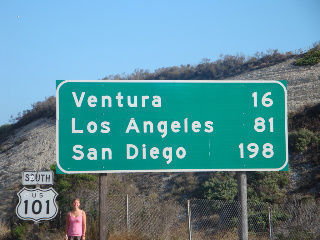 Ventura 16
Los Angeles 81
San Diego 198
SOUTH
US
101